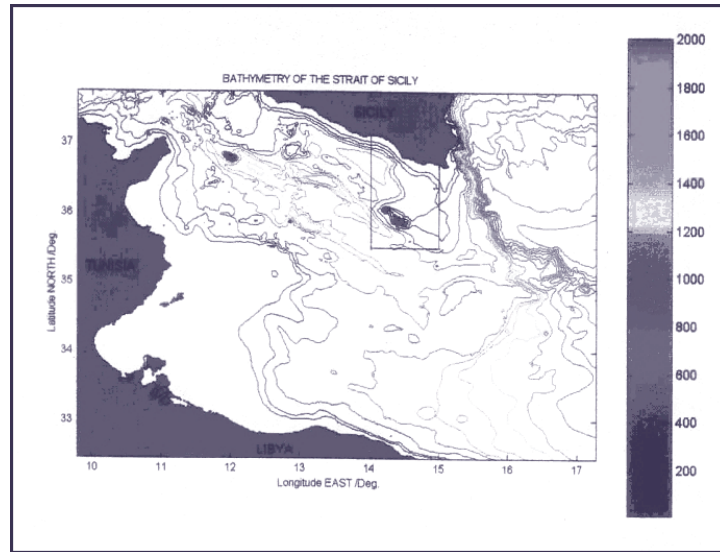 BATHYMETRY OF THE STRAIT OF SICILY
SICILY
TUNISIA
LIBYA
Latitude NORTH /Deg.
37
36
35
34
33
10 11 12 13 14 15 16 17
Longitude EAST /Deg.
2000
1800
1600
1400
1200
1000
800
600
400
200